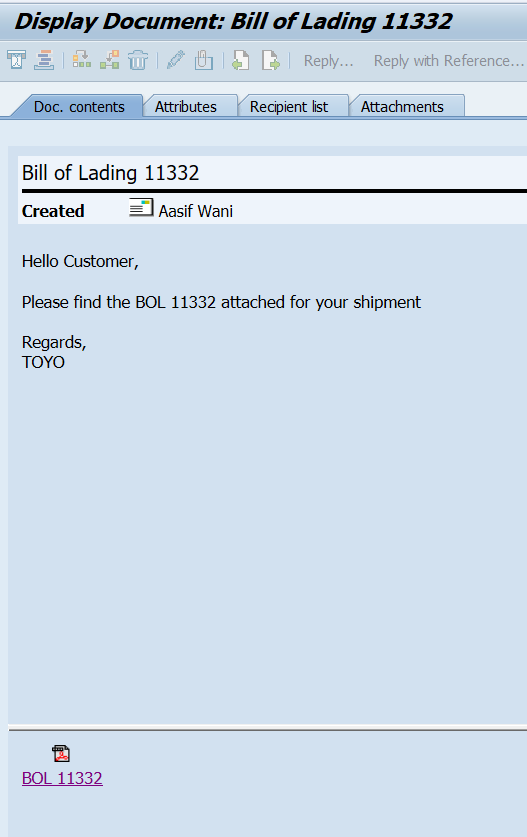 Display Document: Bill of Lading 11332
Reply... Reply with Reference...
Doc. contents Attributes Recipient list Attachments
Bill of Lading 11332
Created Aasif Wani
Hello Customer,
Please find the BOL 11332 attached for your shipment
Regards,
TOYO
BOL 11332